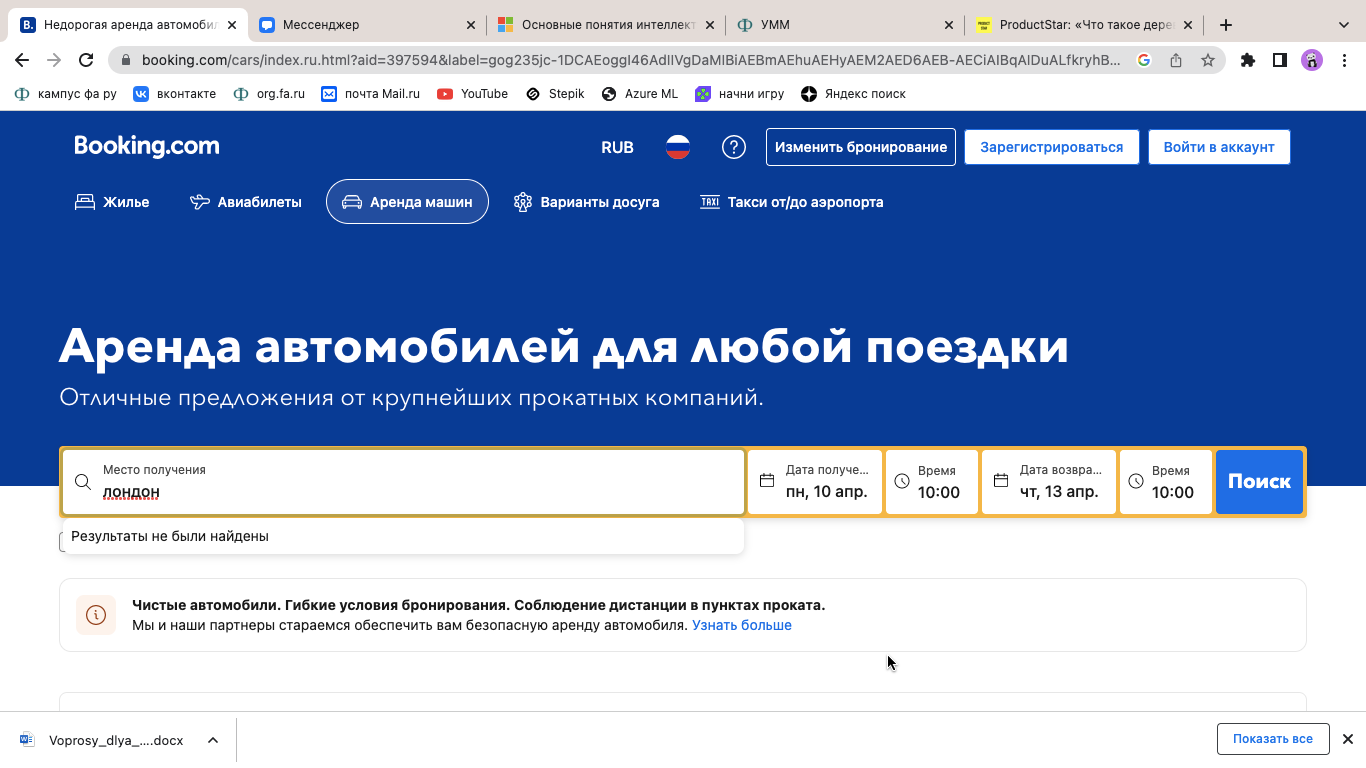 Недорогая аренда автомобил
Мессенджер
Основные понятия интеллект
УММ
ProductStar: «Что такое дере
booking.com/cars/index.ru.html?aid=397594&label=gog235jc-1DCAEoggI46AdIIVgDaMIBiAEBmAEhuAEHyAEM2AED6AEB-AECiAIBqAIDuALfkryhB...
кампус фа ру
вконтакте
org.fa.ru
почта Mail.ru
YouTube
Stepik
Azure ML
начни игру
Яндекс поиск
Booking.com
RUB
Изменить бронирование
Зарегистрироваться
Войти в аккаунт
Жилье
Авиабилеты
Аренда машин
Варианты досуга
TAXI
Такси от/до аэропорта
Аренда автомобилей для любой поездки
Отличные предложения от крупнейших прокатных компаний.
Место получения
лондон
Дата получе...
пн, 10 апр.
Время
10:00
Дата возвра...
чт, 13 апр.
Время
10:00
Поиск
Результаты не были найдены
Чистые автомобили. Гибкие условия бронирования. Соблюдение дистанции в пунктах проката.
Мы и наши партнеры стараемся обеспечить вам безопасную аренду автомобиля. Узнать больше
Voprosy_dlya_....docx
Показать все